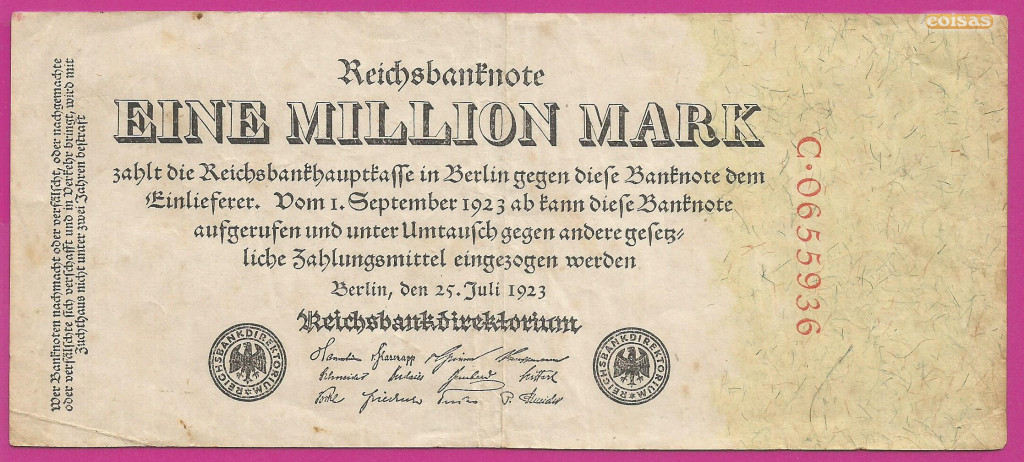 coisas
Wer Banknoten nachmacht oder verfälscht, oder nachgemachte
oder verfälschte sich verschafft und in Verkehr bringt, wird mit
Zuchthaus nicht unter zwei Jahren bestraft
Reichsbanknote
EINE MILLION MARK
zahlt die Reichsbankhauptkasse in Berlin gegen diese Banknote dem
Einlieferer. Vom 1. September 1923 ab kann diese Banknote
aufgerufen und unter Umtausch gegen andere gesetz=
liche Zahlungsmittel eingezogen werden
Berlin, den 25. Juli 1923
Reichsbankdirektorium
REICHSBANKDIREKTORIUM
REICHSBANKDIREKTORIUM
C·0655936